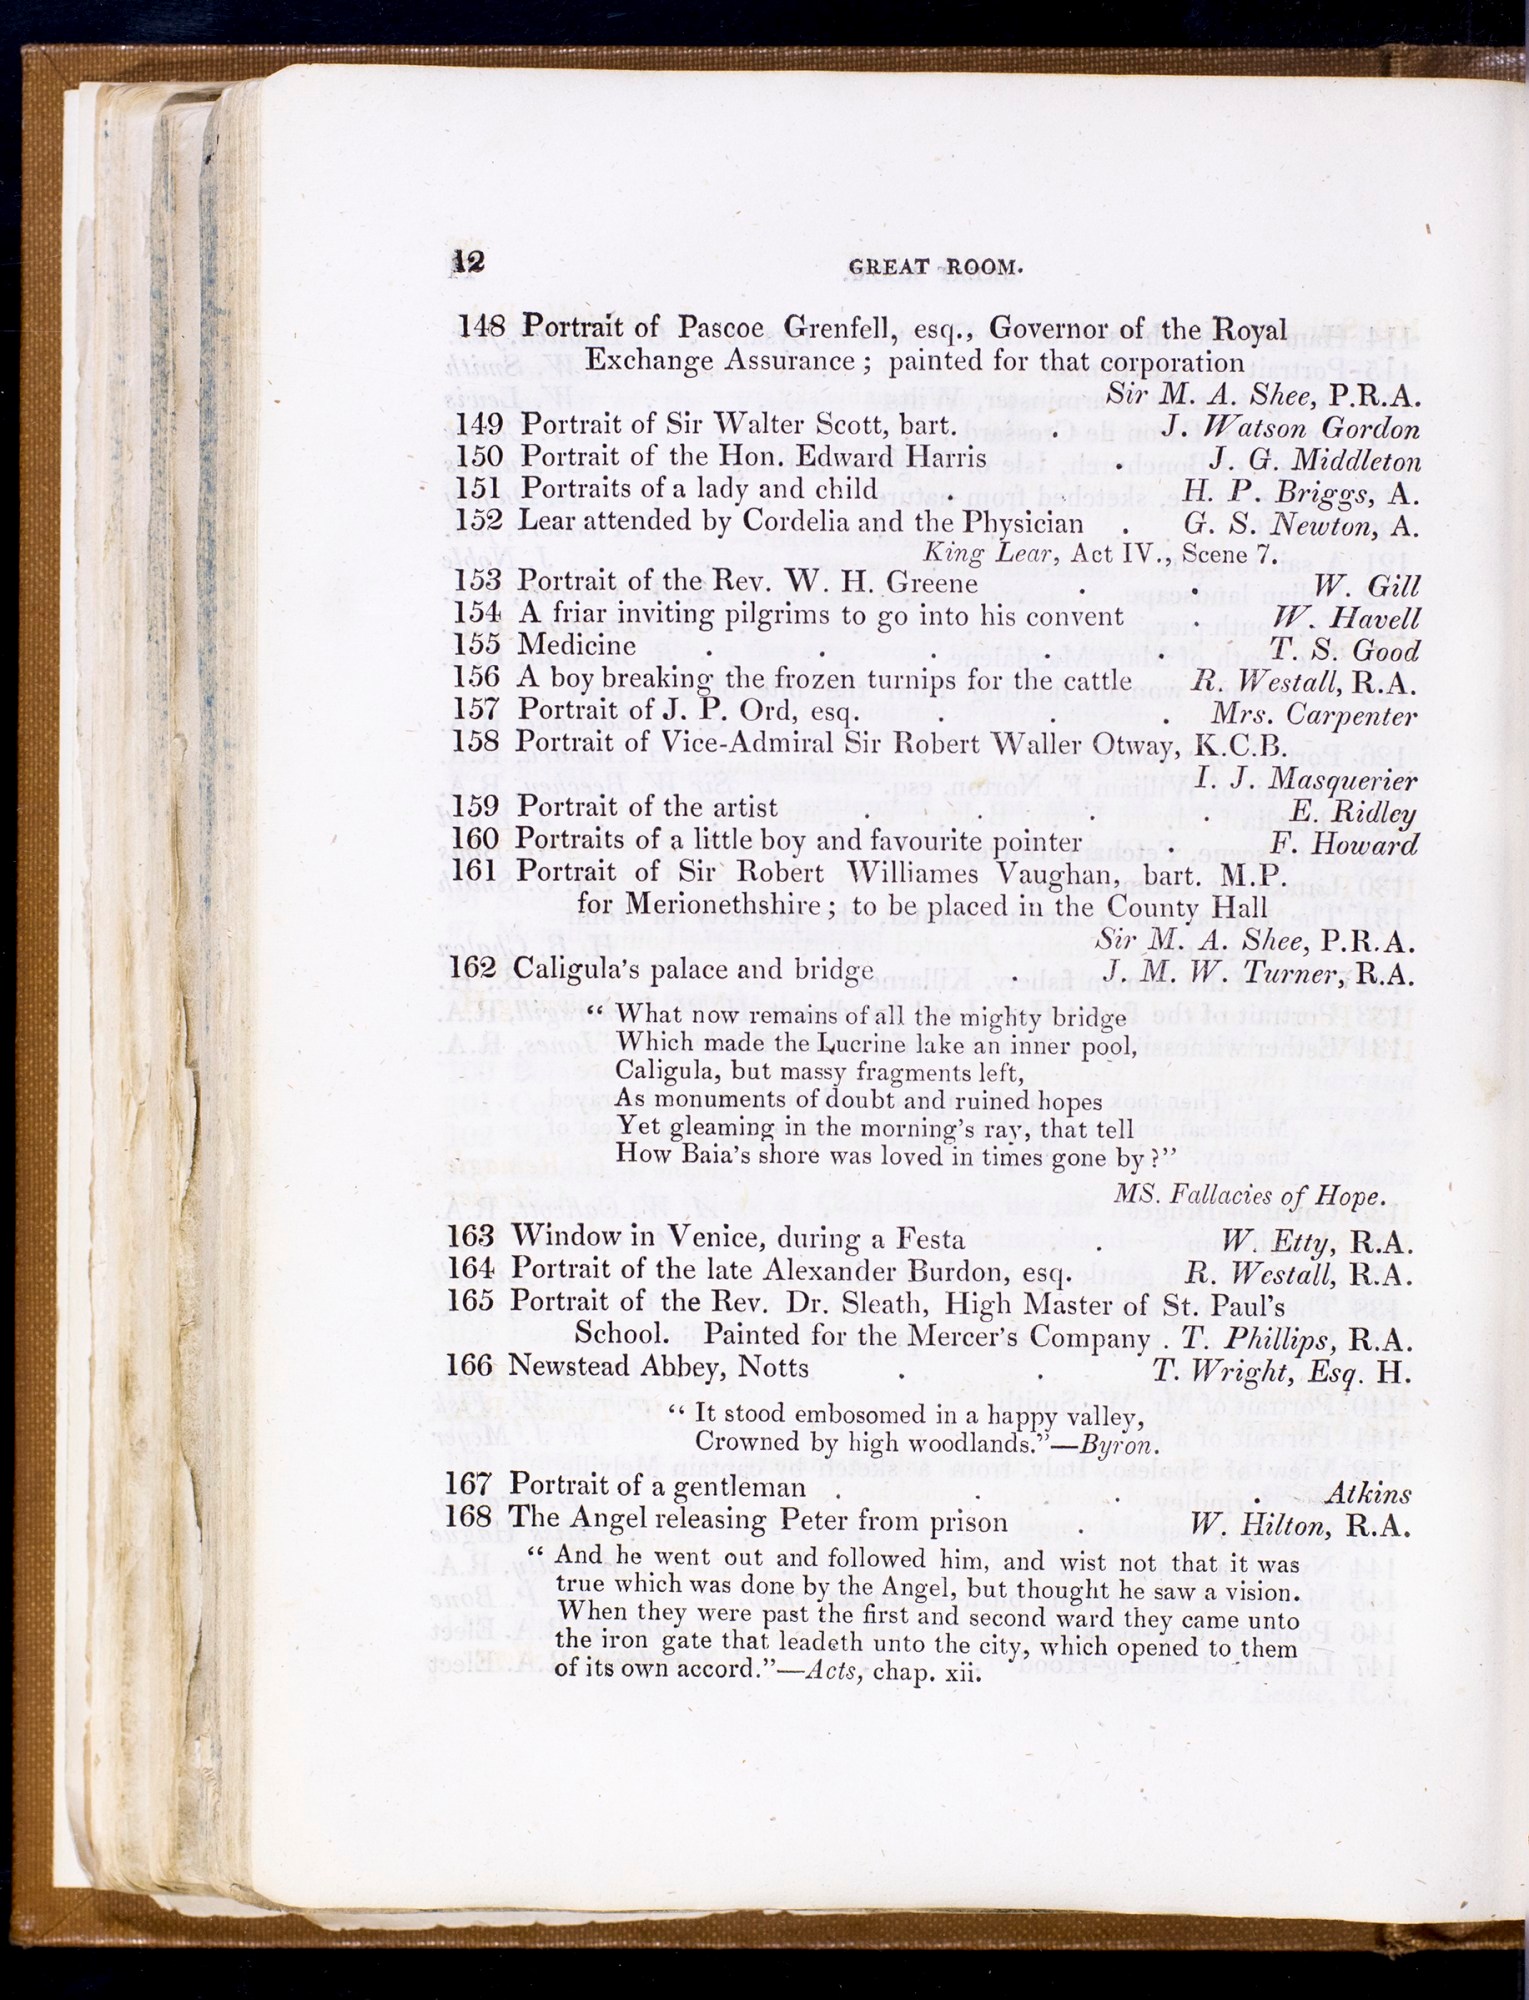 12 GREAT ROOM.
148 Portrait of Pascoe Grenfell, esq., Governor of the Royal
Exchange Assurance; painted for that corporation
Sir M. A. Shee, P.R.A.
149 Portrait of Sir Walter Scott, bart. . J. Watson Gordon
150 Portrait of the Hon. Edward Harris . J. G. Middleton
151 Portraits of a lady and child . H. P. Briggs, A.
152 Lear attended by Cordelia and the Physician . G. S. Newton, A.
King Lear, Act IV., Scene 7.
153 Portrait of the Rev. W. H. Greene . . W. Gill
154 A friar inviting pilgrims to go into his convent . W. Havell
155 Medicine . . . . . T. S. Good
156 A boy breaking the frozen turnips for the cattle R. Westall, R.A.
157 Portrait of J. P. Ord, esq. . . . Mrs. Carpenter
158 Portrait of Vice-Admiral Sir Robert Waller Otway, K.C.B.
I. J. Masquerier
159 Portrait of the artist . . . . E. Ridley
160 Portraits of a little boy and favourite pointer . F. Howard
161 Portrait of Sir Robert Williames Vaughan, bart. M.P.
for Merionethshire; to be placed in the County Hall
Sir M. A. Shee, P.R.A.
162 Caligula's palace and bridge . J. M. W. Turner, R.A.
“ What now remains of all the mighty bridge
Which made the Lucrine lake an inner pool,
Caligula, but massy fragments left,
As monuments of doubt and ruined hopes
Yet gleaming in the morning's ray, that tell
How Baia's shore was loved in times gone by?”
MS. Fallacies of Hope.
163 Window in Venice, during a Festa . W. Etty, R.A.
164 Portrait of the late Alexander Burdon, esq. R. Westall, R.A.
165 Portrait of the Rev. Dr. Sleath, High Master of St. Paul's
School. Painted for the Mercer's Company . T. Phillips, R.A.
166 Newstead Abbey, Notts . . T. Wright, Esq. H.
“ It stood embosomed in a happy valley,
Crowned by high woodlands.”—Byron.
167 Portrait of a gentleman . . . . . Atkins
168 The Angel releasing Peter from prison . W. Hilton, R.A.
“ And he went out and followed him, and wist not that it was
true which was done by the Angel, but thought he saw a vision.
When they were past the first and second ward they came unto
the iron gate that leadeth unto the city, which opened to them
of its own accord.”—Acts, chap. xii.